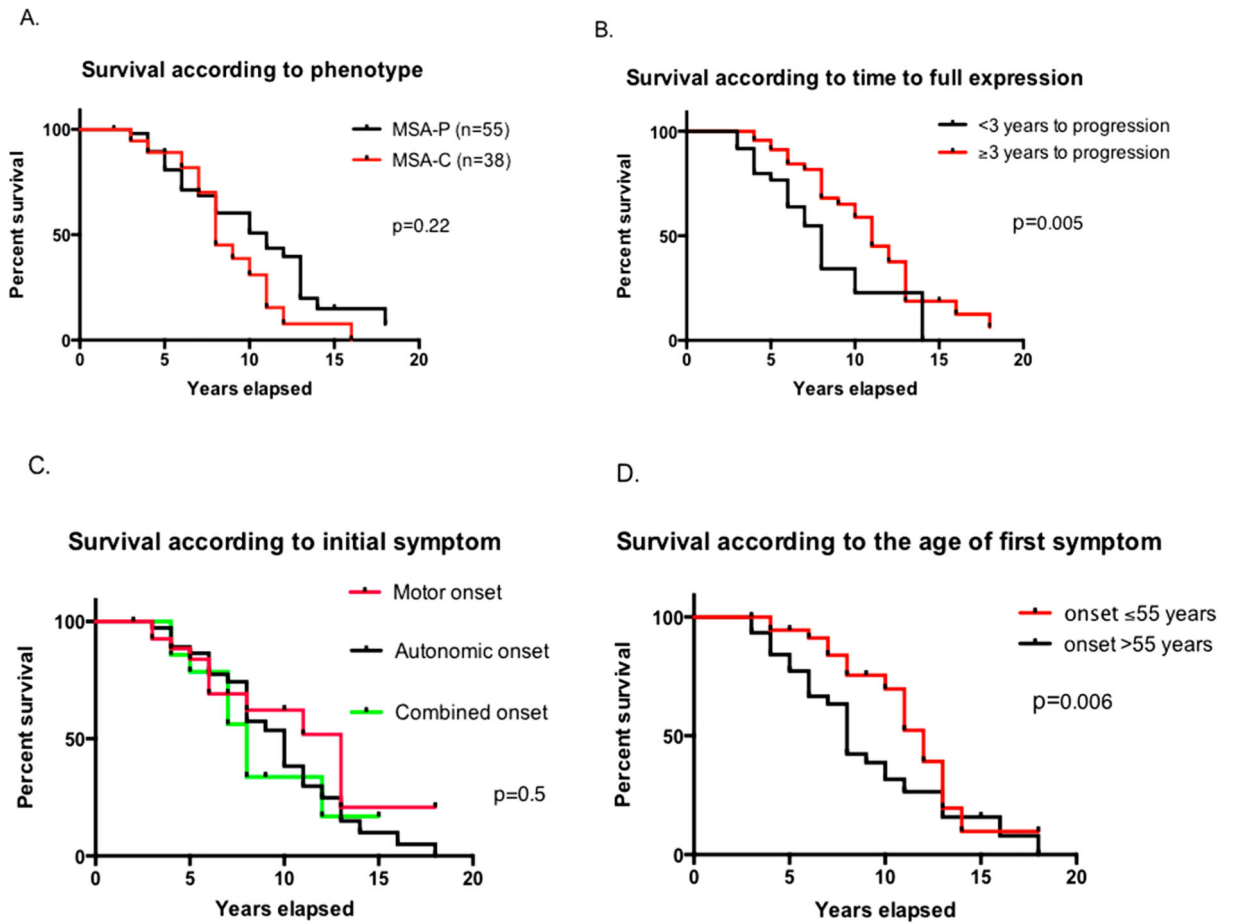 A.
Survival according to phenotype
MSA-P (n=55)
MSA-C (n=38)
p=0.22
Percent survival
100
50
0
0 5 10 15 20
Years elapsed
B.
Survival according to time to full expression
<3 years to progression
≥3 years to progression
p=0.005
Percent survival
100
50
0
0 5 10 15 20
Years elapsed
C.
Survival according to initial symptom
Motor onset
Autonomic onset
Combined onset
p=0.5
Percent survival
100
50
0
0 5 10 15 20
Years elapsed
D.
Survival according to the age of first symptom
onset ≤55 years
onset >55 years
p=0.006
Percent survival
100
50
0
0 5 10 15 20
Years elapsed